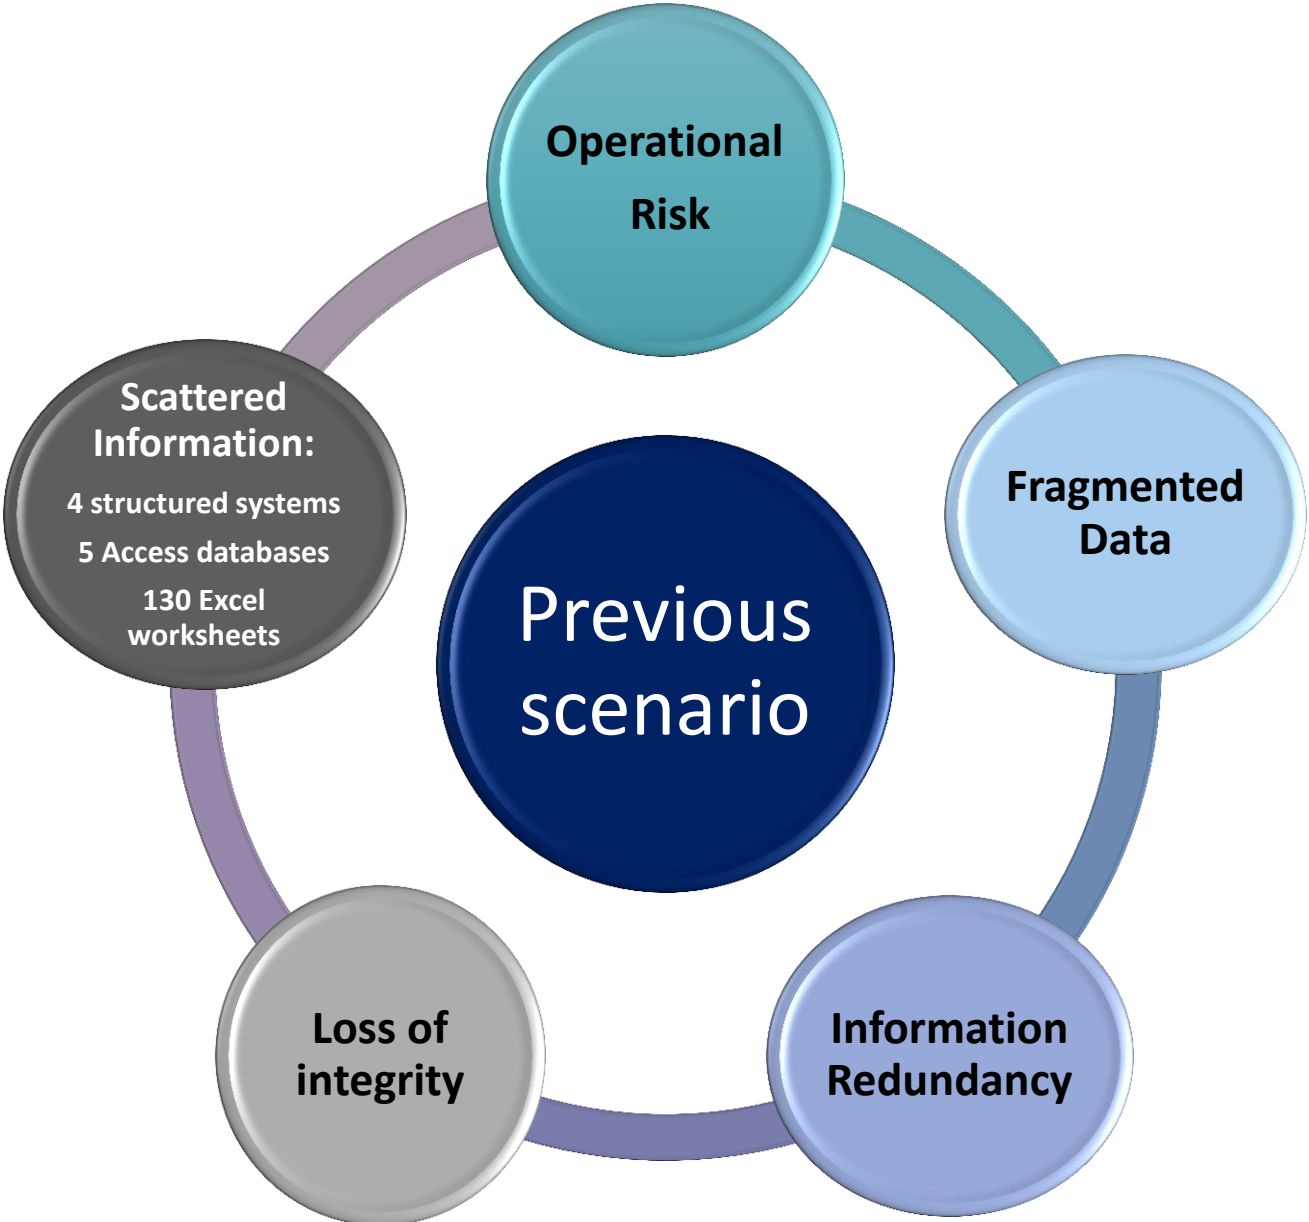 Operational
Risk
Scattered
Information:
4 structured systems
5 Access databases
130 Excel
worksheets
Fragmented
Data
Previous
scenario
Loss of
integrity
Information
Redundancy